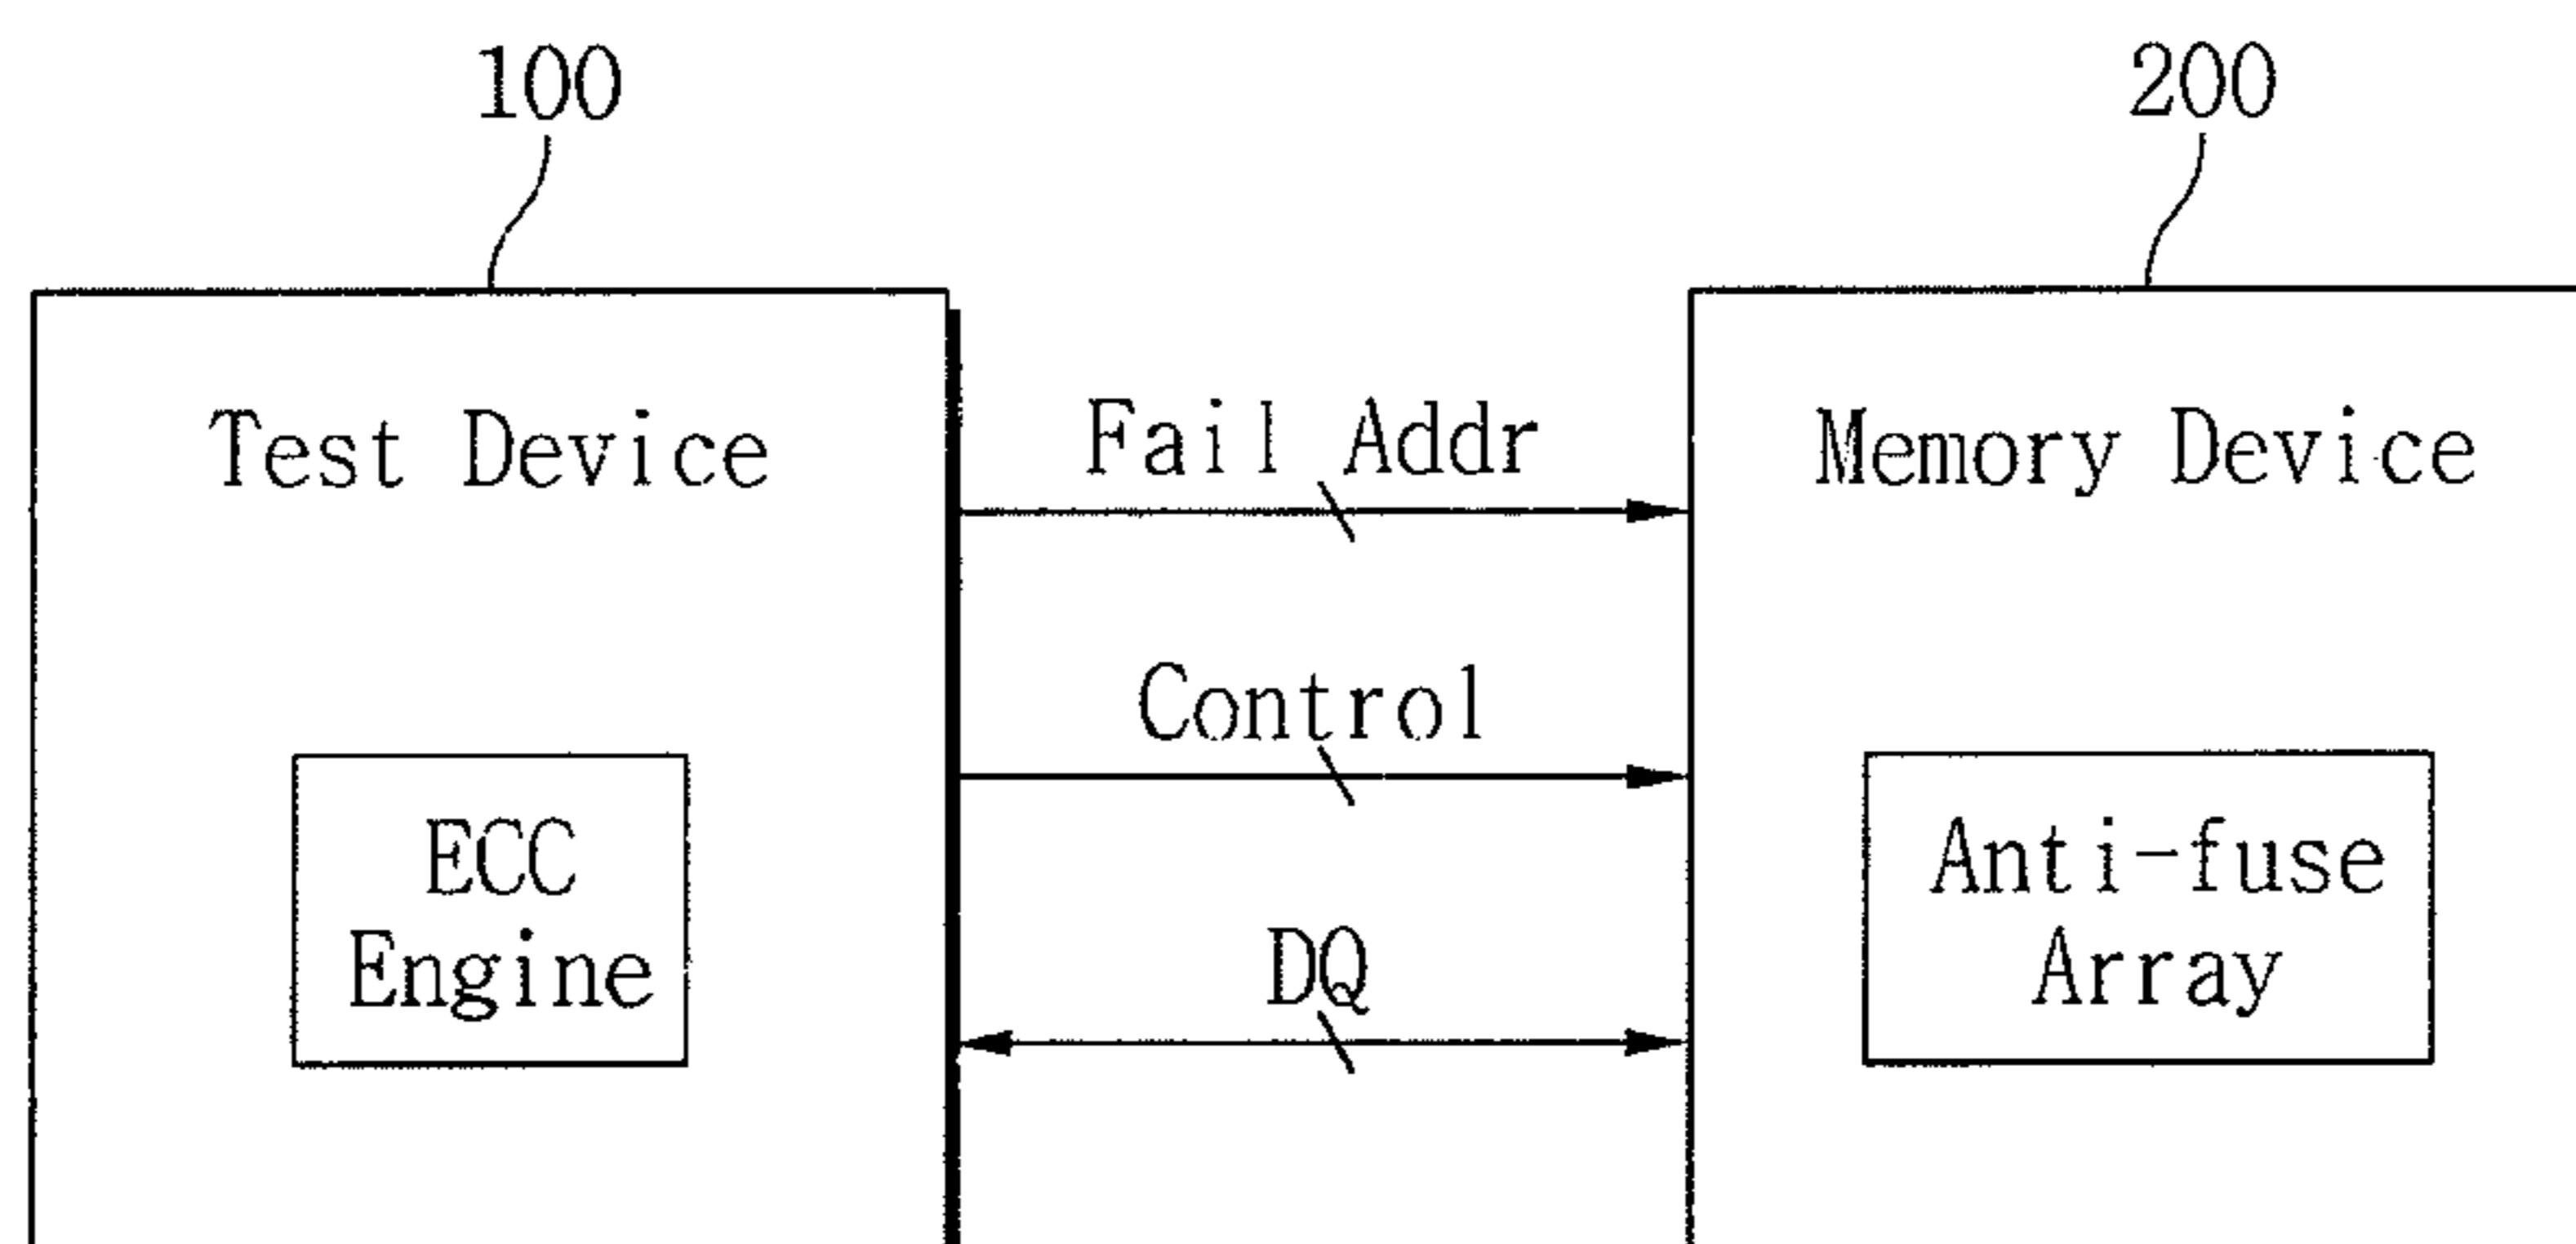 100
200
Test Device
Fail Addr
Memory Device
Control
ECC
Engine
DQ
Anti-fuse
Array